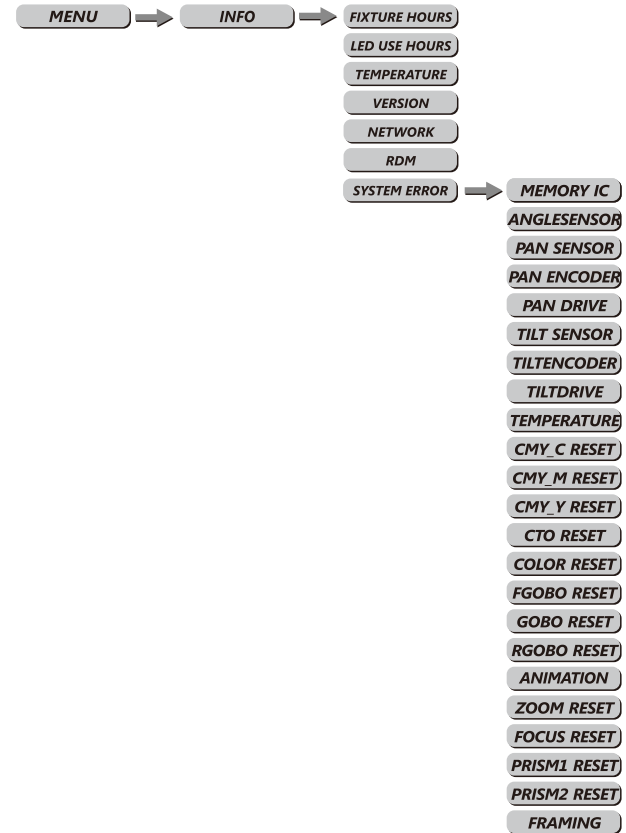 MENU
INFO
FIXTURE HOURS
LED USE HOURS
TEMPERATURE
VERSION
NETWORK
RDM
SYSTEM ERROR
MEMORY IC
ANGLESENSOR
PAN SENSOR
PAN ENCODER
PAN DRIVE
TILT SENSOR
TILTENCODER
TILTDRIVE
TEMPERATURE
CMY_C RESET
CMY_M RESET
CMY_Y RESET
CTO RESET
COLOR RESET
FGOBO RESET
GOBO RESET
RGOBO RESET
ANIMATION
ZOOM RESET
FOCUS RESET
PRISM1 RESET
PRISM2 RESET
FRAMING